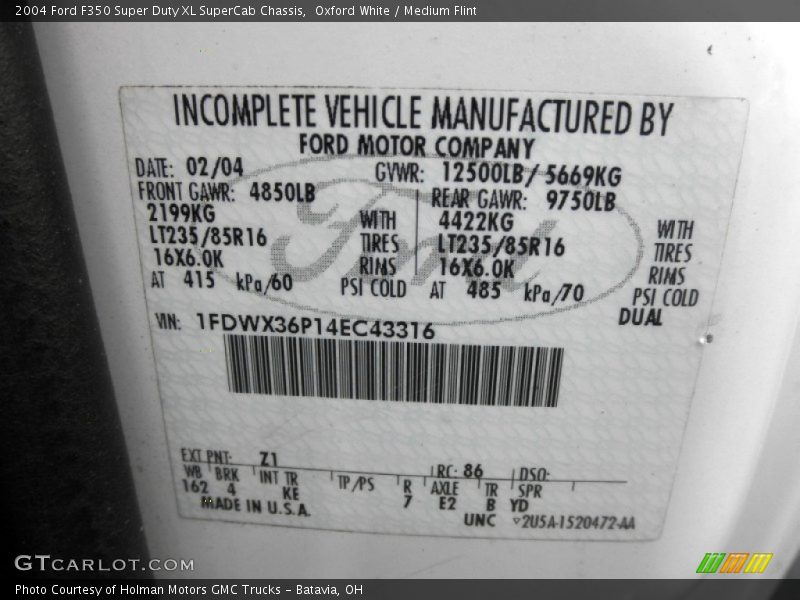 2004 Ford F350 Super Duty XL SuperCab Chassis, Oxford White / Medium Flint
INCOMPLETE VEHICLE MANUFACTURED BY
FORD MOTOR COMPANY
DATE: 02/04 GVWR: 12500LB/ 5669KG
FRONT GAWR: 4850LB REAR GAWR: 9750LB
2199KG WITH 4422KG WITH
LT235/85R16 TIRES LT235/85R16 TIRES
16X6.0K RIMS 16X6.0K RIMS
AT 415 kPa/60 PSI COLD AT 485 kPa/70 PSI COLD
DUAL
VIN: 1FDWX36P14EC43316
Ford
EXT PNT: Z1 RC: 86 DSO:
WB BRK INT TR TP/PS R AXLE TR SPR
162 4 KE 7 E2 B YD
MADE IN U.S.A. UNC ▽2U5A-1520472-AA
GTCARLOT.COM
Photo Courtesy of Holman Motors GMC Trucks - Batavia, OH